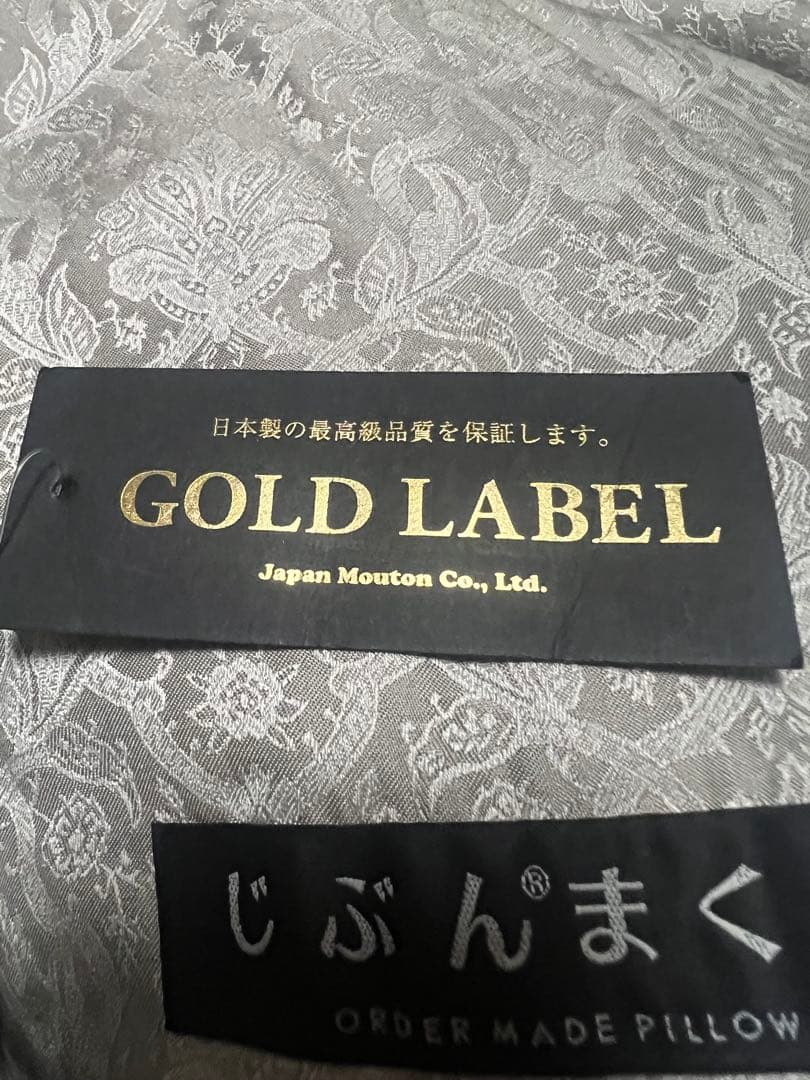 日本製の最高級品質を保証します。
GOLD LABEL
Japan Mouton Co., Ltd.
じぶん®まく
ORDER MADE PILLOW